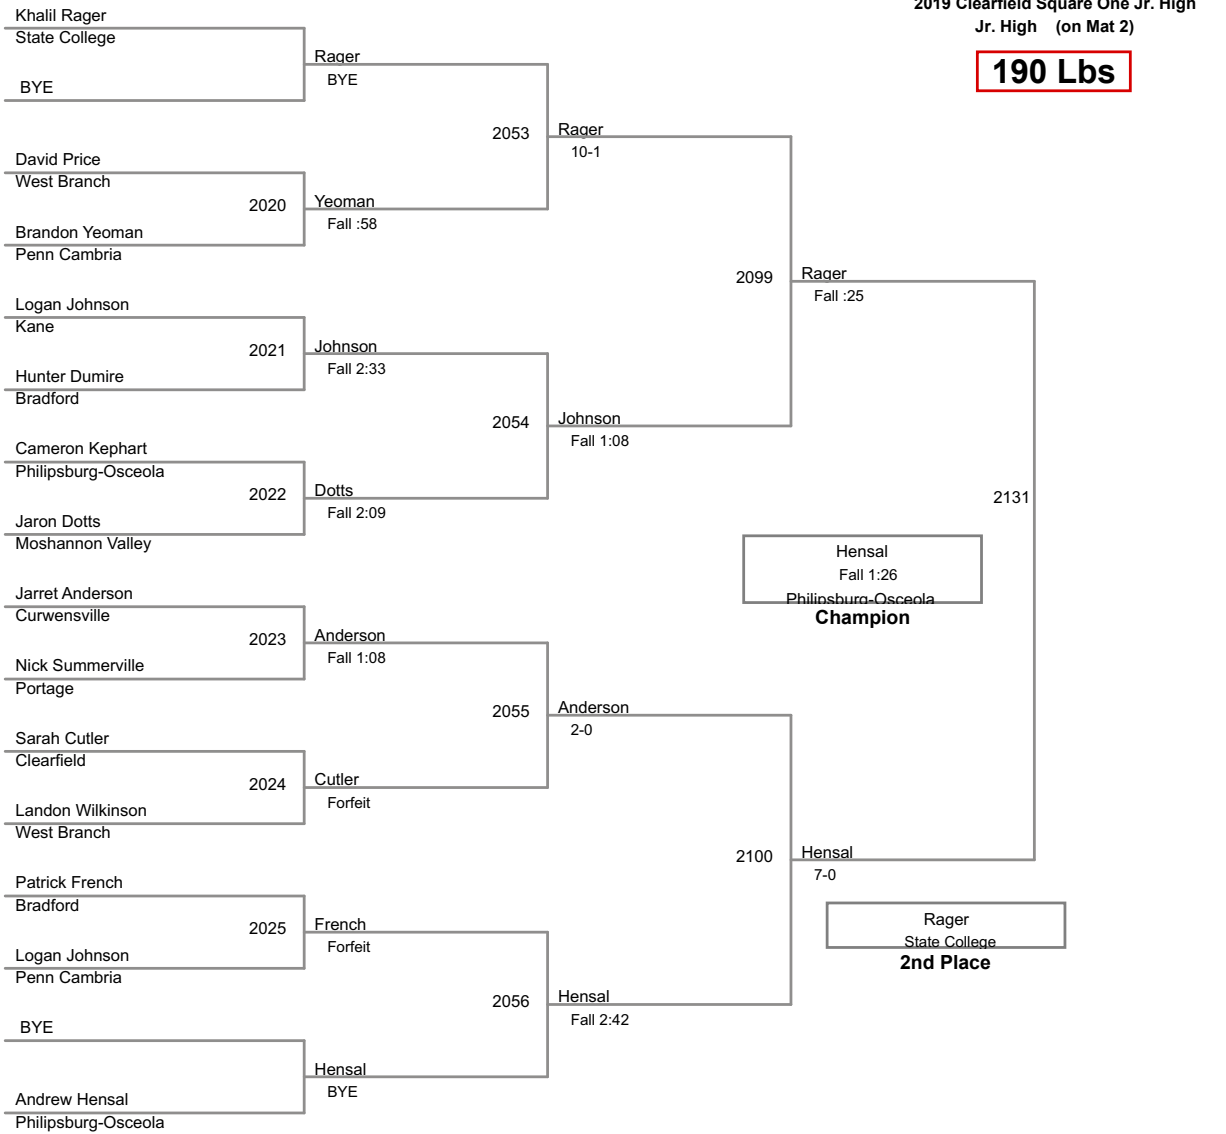 2019 Clearfield Square One Jr. High
Jr. High (on Mat 2)
190 Lbs
Khalil Rager
State College
BYE
David Price
West Branch
Brandon Yeoman
Penn Cambria
Logan Johnson
Kane
Hunter Dumire
Bradford
Cameron Kephart
Philipsburg-Osceola
Jaron Dotts
Moshannon Valley
Jarret Anderson
Curwensville
Nick Summerville
Portage
Sarah Cutler
Clearfield
Landon Wilkinson
West Branch
Patrick French
Bradford
Logan Johnson
Penn Cambria
BYE
Andrew Hensal
Philipsburg-Osceola
2020
2021
2022
2023
2024
2025
Rager
BYE
Yeoman
Fall :58
Johnson
Fall 2:33
Dotts
Fall 2:09
Anderson
Fall 1:08
Cutler
Forfeit
French
Forfeit
Hensal
BYE
2053
2054
2055
2056
Rager
10-1
Johnson
Fall 1:08
Anderson
2-0
Hensal
Fall 2:42
2099
2100
Rager
Fall :25
Hensal
7-0
2131
Hensal
Fall 1:26
Philipsburg-Osceola
Champion
Rager
State College
2nd Place